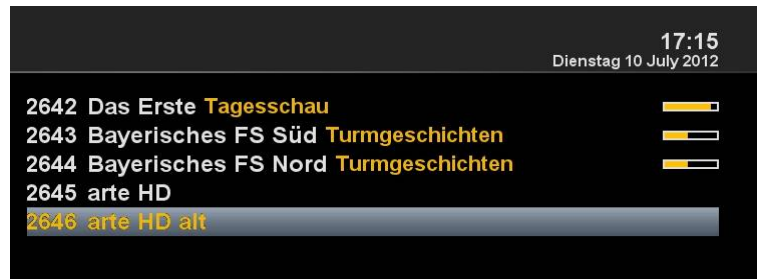 17:15
Dienstag 10 July 2012
2642 Das Erste Tagesschau
2643 Bayerisches FS Süd Turmgeschichten
2644 Bayerisches FS Nord Turmgeschichten
2645 arte HD
2646 arte HD alt